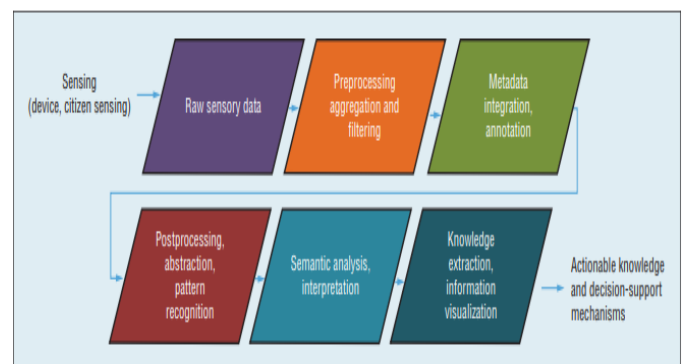 Sensing
(device, citizen sensing)
Raw sensory data
Preprocessing
aggregation and
filtering
Metadata
integration,
annotation
Postprocessing,
abstraction,
pattern
recognition
Semantic analysis,
interpretation
Knowledge
extraction,
information
visualization
Actionable knowledge
and decision-support
mechanisms